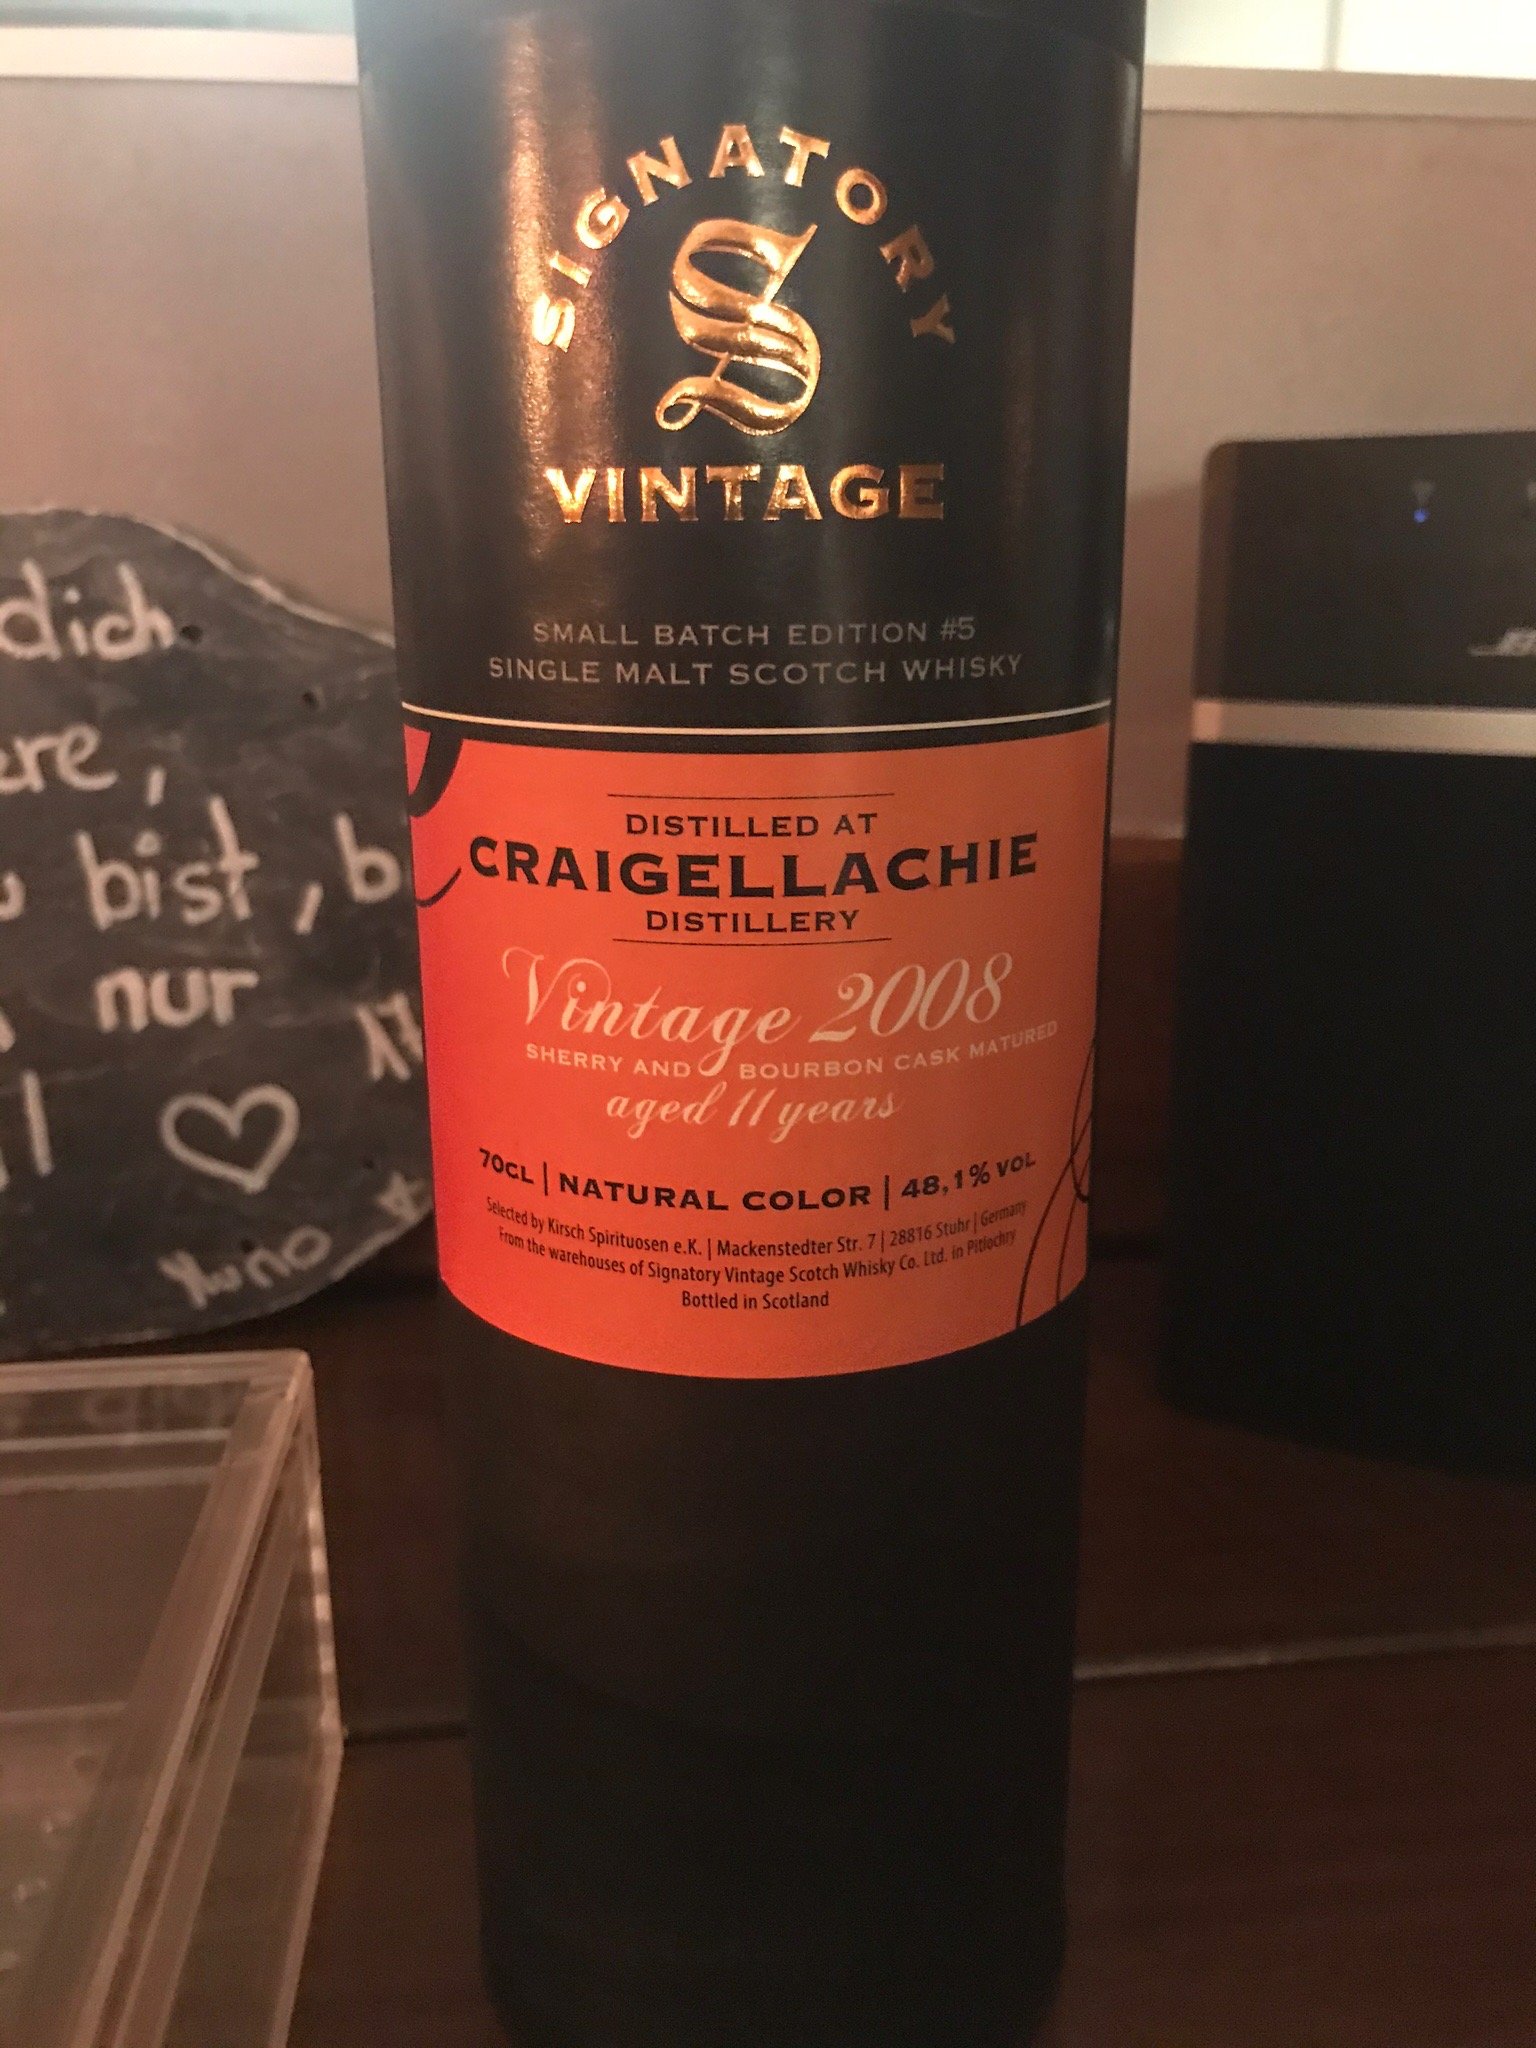 SIGNATORY
S
VINTAGE
SMALL BATCH EDITION #5
SINGLE MALT SCOTCH WHISKY
DISTILLED AT
CRAIGELLACHIE
DISTILLERY
Vintage 2008
SHERRY AND BOURBON CASK MATURED
aged 11 years
70CL | NATURAL COLOR | 48,1% VOL
Selected by Kirsch Spirituosen e.K. | Mackenstedter Str. 7 | 28816 Stuhr | Germany
From the warehouses of Signatory Vintage Scotch Whisky Co. Ltd. in Pitlochry
Bottled in Scotland
dich
bist,
nur